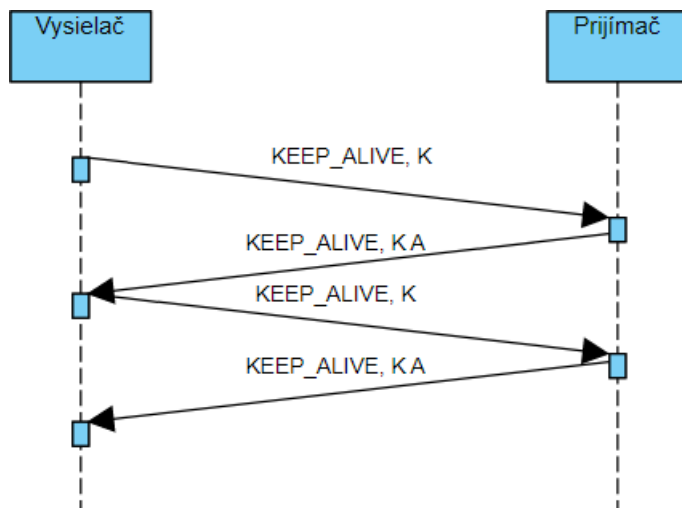 Vysielač
Prijímač
KEEP_ALIVE, K
KEEP_ALIVE, K A
KEEP_ALIVE, K
KEEP_ALIVE, K A